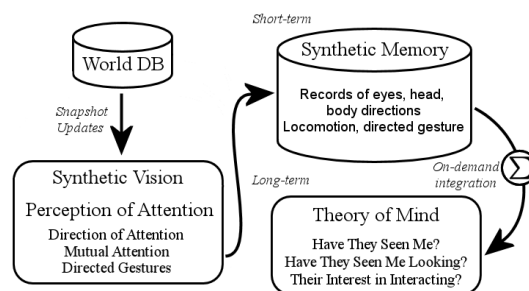 World DB
Snapshot
Updates
Synthetic Vision
Perception of Attention
Direction of Attention
Mutual Attention
Directed Gestures
Short-term
Synthetic Memory
Records of eyes, head,
body directions
Locomotion, directed gesture
Σ
On-demand
integration
Long-term
Theory of Mind
Have They Seen Me?
Have They Seen Me Looking?
Their Interest in Interacting?